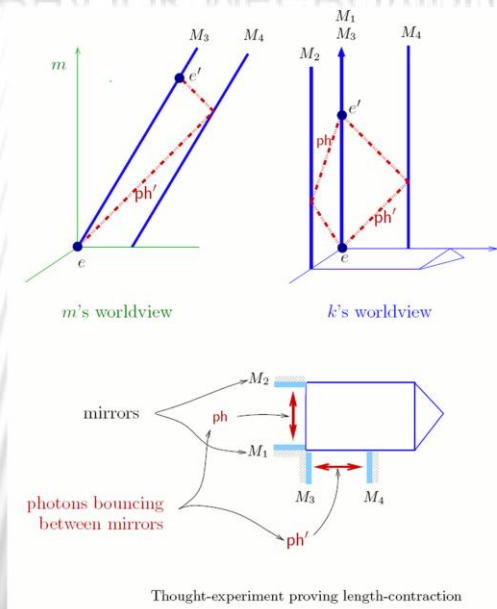 M₃
M₄
m
e′
ph′
e
m's worldview
M₁
M₃
M₄
M₂
e′
ph
ph′
e
k's worldview
M₂
mirrors
ph
M₁
M₃
M₄
photons bouncing
between mirrors
ph′
Thought-experiment proving length-contraction